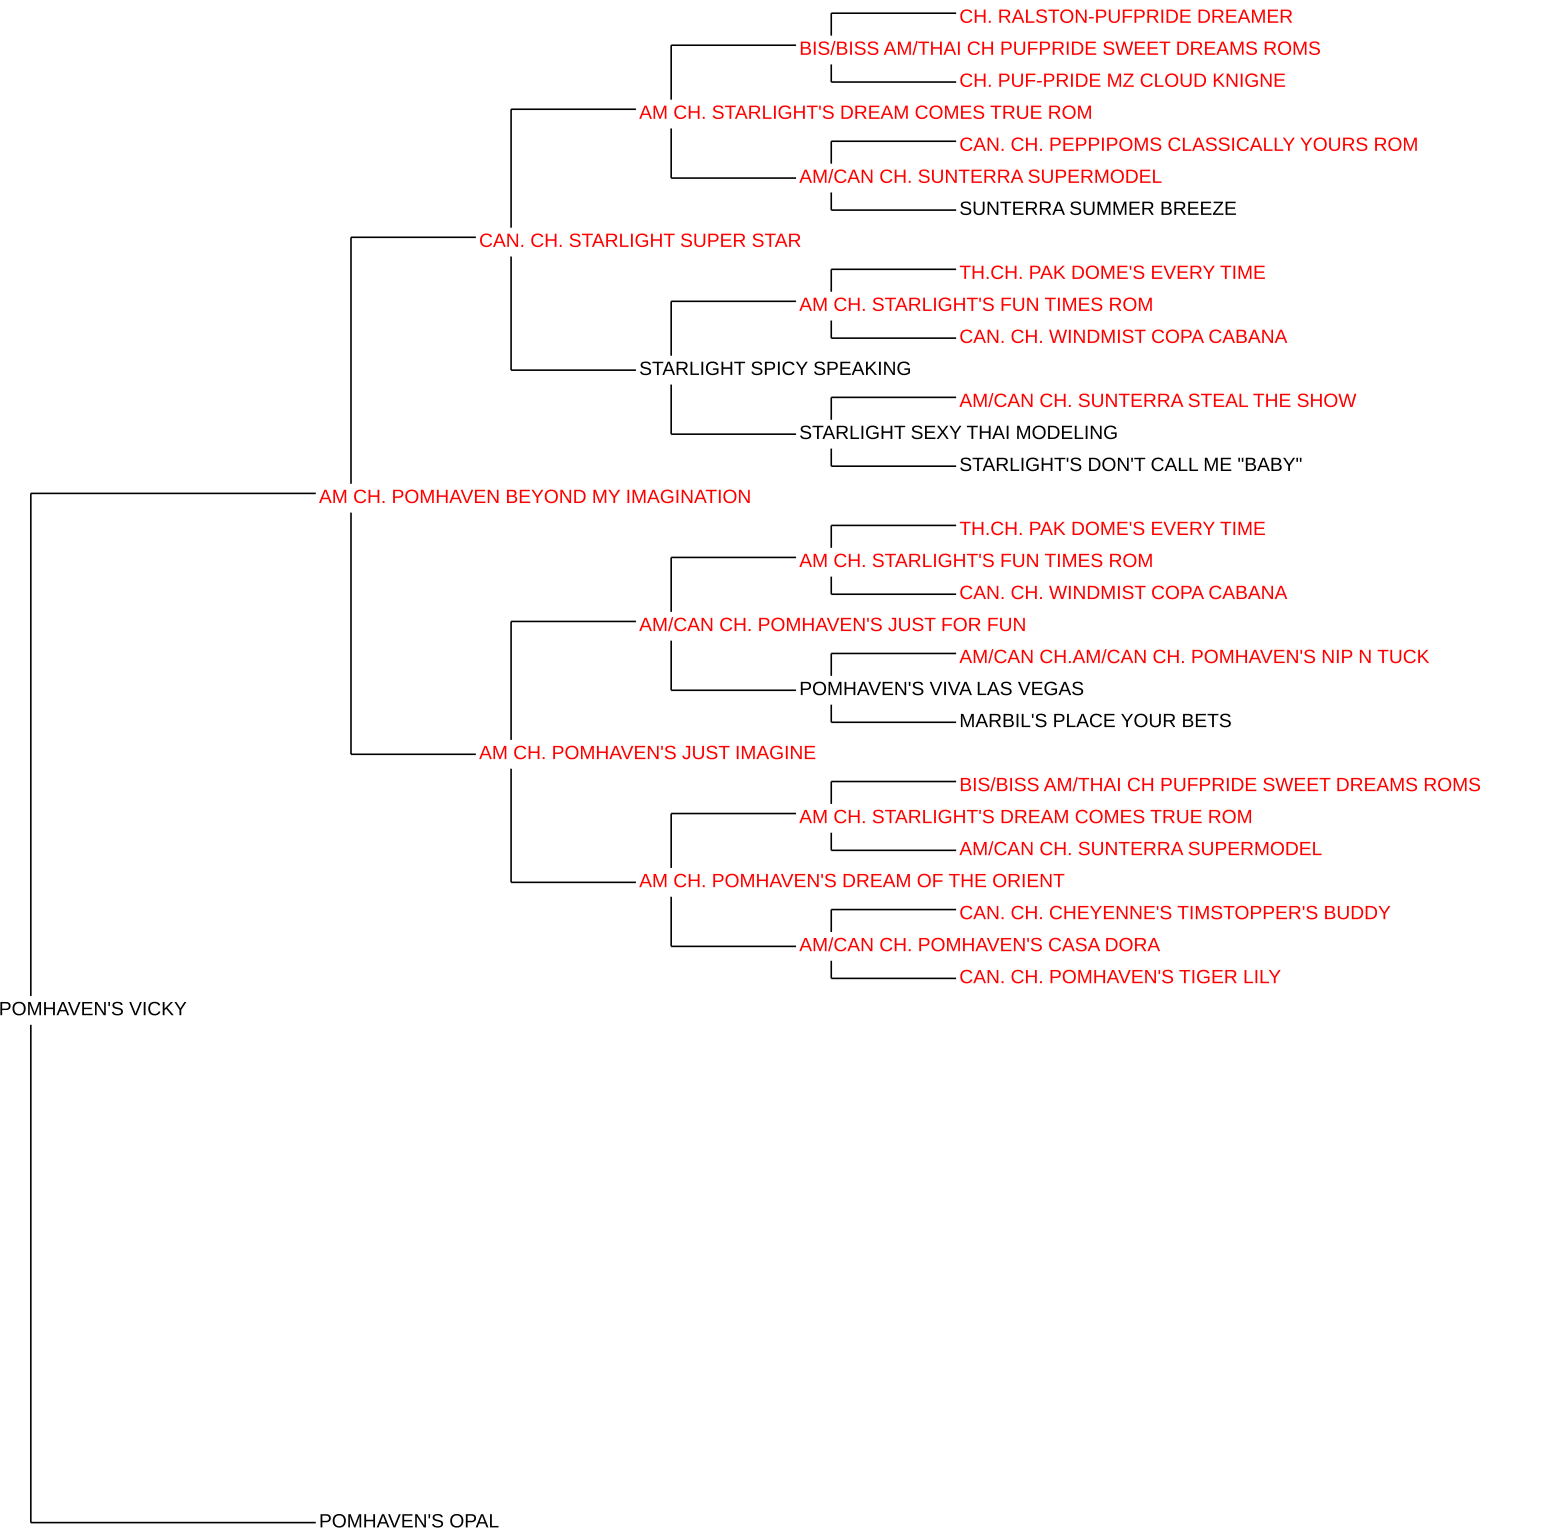 CH. RALSTON-PUFPRIDE DREAMER
BIS/BISS AM/THAI CH PUFPRIDE SWEET DREAMS ROMS
CH. PUF-PRIDE MZ CLOUD KNIGNE
AM CH. STARLIGHT'S DREAM COMES TRUE ROM
CAN. CH. PEPPIPOMS CLASSICALLY YOURS ROM
AM/CAN CH. SUNTERRA SUPERMODEL
SUNTERRA SUMMER BREEZE
CAN. CH. STARLIGHT SUPER STAR
TH.CH. PAK DOME'S EVERY TIME
AM CH. STARLIGHT'S FUN TIMES ROM
CAN. CH. WINDMIST COPA CABANA
STARLIGHT SPICY SPEAKING
AM/CAN CH. SUNTERRA STEAL THE SHOW
STARLIGHT SEXY THAI MODELING
STARLIGHT'S DON'T CALL ME "BABY"
AM CH. POMHAVEN BEYOND MY IMAGINATION
TH.CH. PAK DOME'S EVERY TIME
AM CH. STARLIGHT'S FUN TIMES ROM
CAN. CH. WINDMIST COPA CABANA
AM/CAN CH. POMHAVEN'S JUST FOR FUN
AM/CAN CH.AM/CAN CH. POMHAVEN'S NIP N TUCK
POMHAVEN'S VIVA LAS VEGAS
MARBIL'S PLACE YOUR BETS
AM CH. POMHAVEN'S JUST IMAGINE
BIS/BISS AM/THAI CH PUFPRIDE SWEET DREAMS ROMS
AM CH. STARLIGHT'S DREAM COMES TRUE ROM
AM/CAN CH. SUNTERRA SUPERMODEL
AM CH. POMHAVEN'S DREAM OF THE ORIENT
CAN. CH. CHEYENNE'S TIMSTOPPER'S BUDDY
AM/CAN CH. POMHAVEN'S CASA DORA
CAN. CH. POMHAVEN'S TIGER LILY
POMHAVEN'S VICKY
POMHAVEN'S OPAL